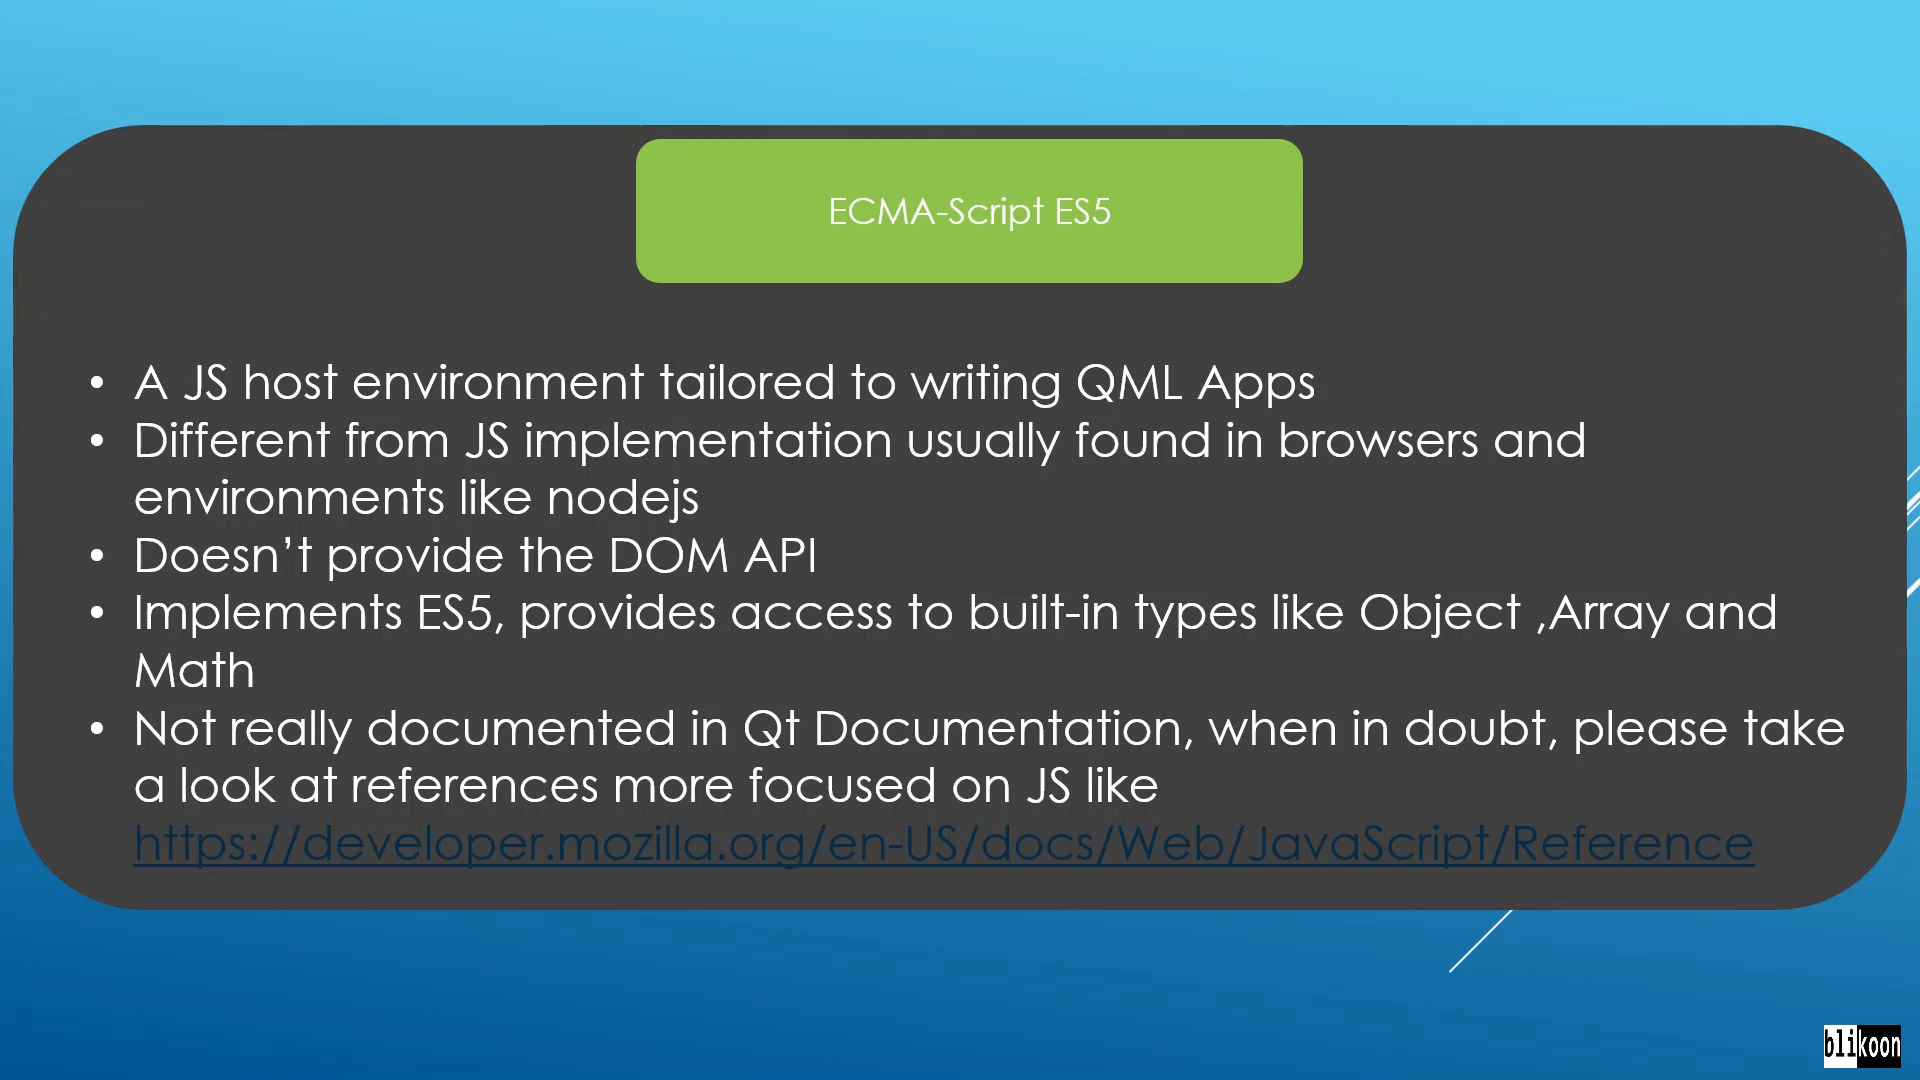 ECMA-Script ES5
• A JS host environment tailored to writing QML Apps
• Different from JS implementation usually found in browsers and
environments like nodejs
• Doesn’t provide the DOM API
• Implements ES5, provides access to built-in types like Object ,Array and
Math
• Not really documented in Qt Documentation, when in doubt, please take
a look at references more focused on JS like
https://developer.mozilla.org/en-US/docs/Web/JavaScript/Reference
blikoon